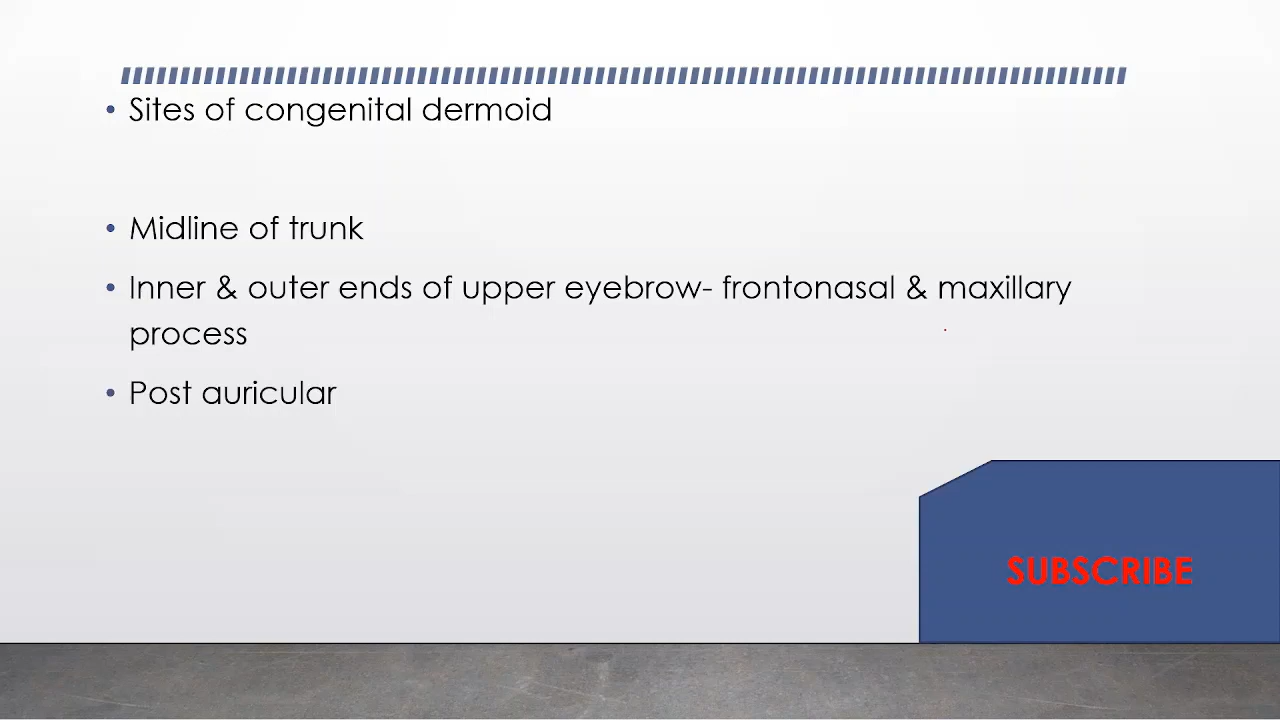 • Sites of congenital dermoid
• Midline of trunk
• Inner & outer ends of upper eyebrow- frontonasal & maxillary
process
• Post auricular
SUBSCRIBE